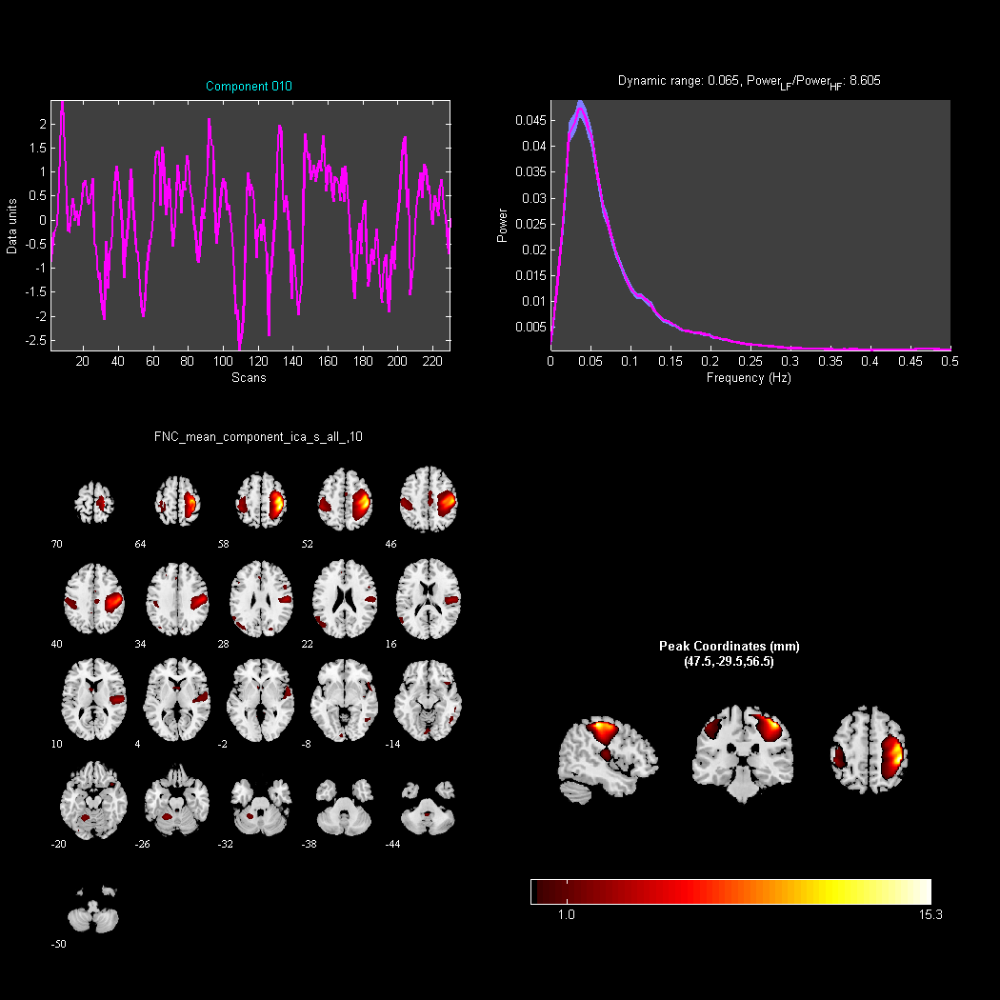 Component 010
Data units
2
1.5
1
0.5
0
-0.5
-1
-1.5
-2
-2.5
20 40 60 80 100 120 140 160 180 200 220
Scans
Dynamic range: 0.065, Power_LF/Power_HF: 8.605
Power
0.045
0.04
0.035
0.03
0.025
0.02
0.015
0.01
0.005
0 0.05 0.1 0.15 0.2 0.25 0.3 0.35 0.4 0.45 0.5
Frequency (Hz)
FNC_mean_component_ica_s_all_,10
70 64 58 52 46
40 34 28 22 16
10 4 -2 -8 -14
-20 -26 -32 -38 -44
-50
Peak Coordinates (mm)
(47.5,-29.5,56.5)
1.0 15.3